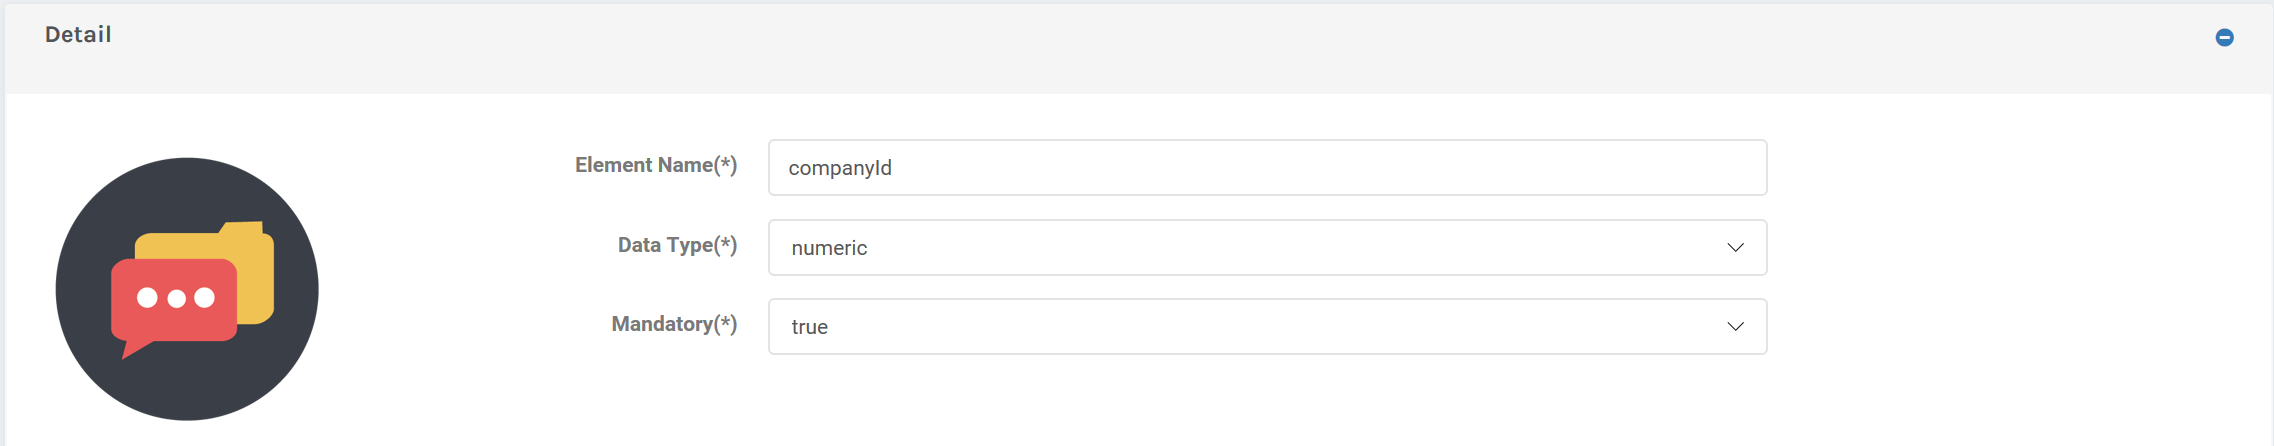 Detail
Element Name(*)
companyId
Data Type(*)
numeric
Mandatory(*)
true